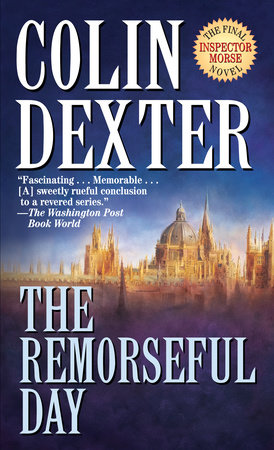 COLIN
DEXTER
THE FINAL
INSPECTOR
MORSE
NOVEL
"Fascinating . . . Memorable . . .
[A] sweetly rueful conclusion
to a revered series."
—The Washington Post
Book World
THE
REMORSEFUL
DAY